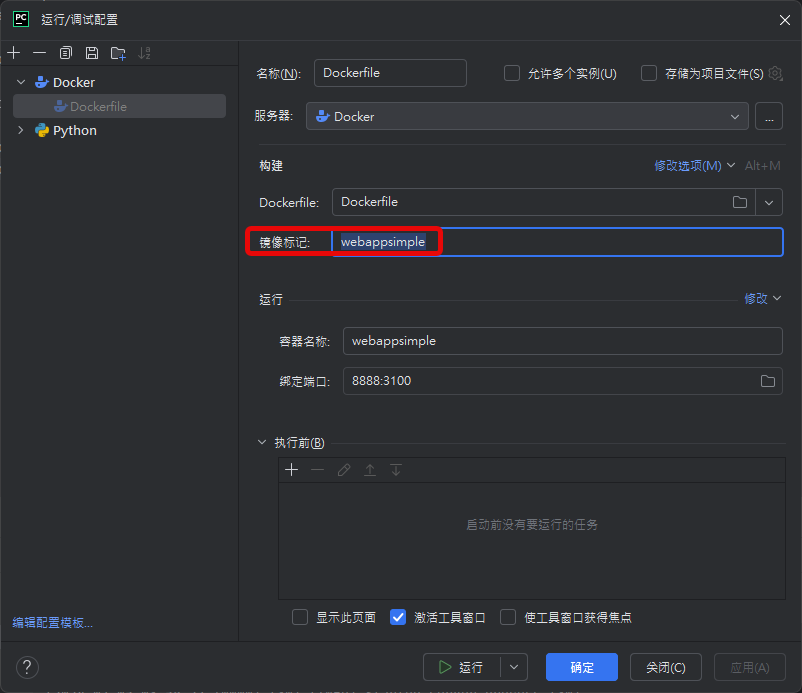 PC 运行/调试配置
Docker
Dockerfile
Python
编辑配置模板...
名称(N): Dockerfile 允许多个实例(U) 存储为项目文件(S)
服务器: Docker ...
构建 修改选项(M) Alt+M
Dockerfile: Dockerfile
镜像标记: webappsimple
运行 修改
容器名称: webappsimple
绑定端口: 8888:3100
执行前(B)
启动前没有要运行的任务
显示此页面 激活工具窗口 使工具窗口获得焦点
? 运行 确定 关闭(C) 应用(A)